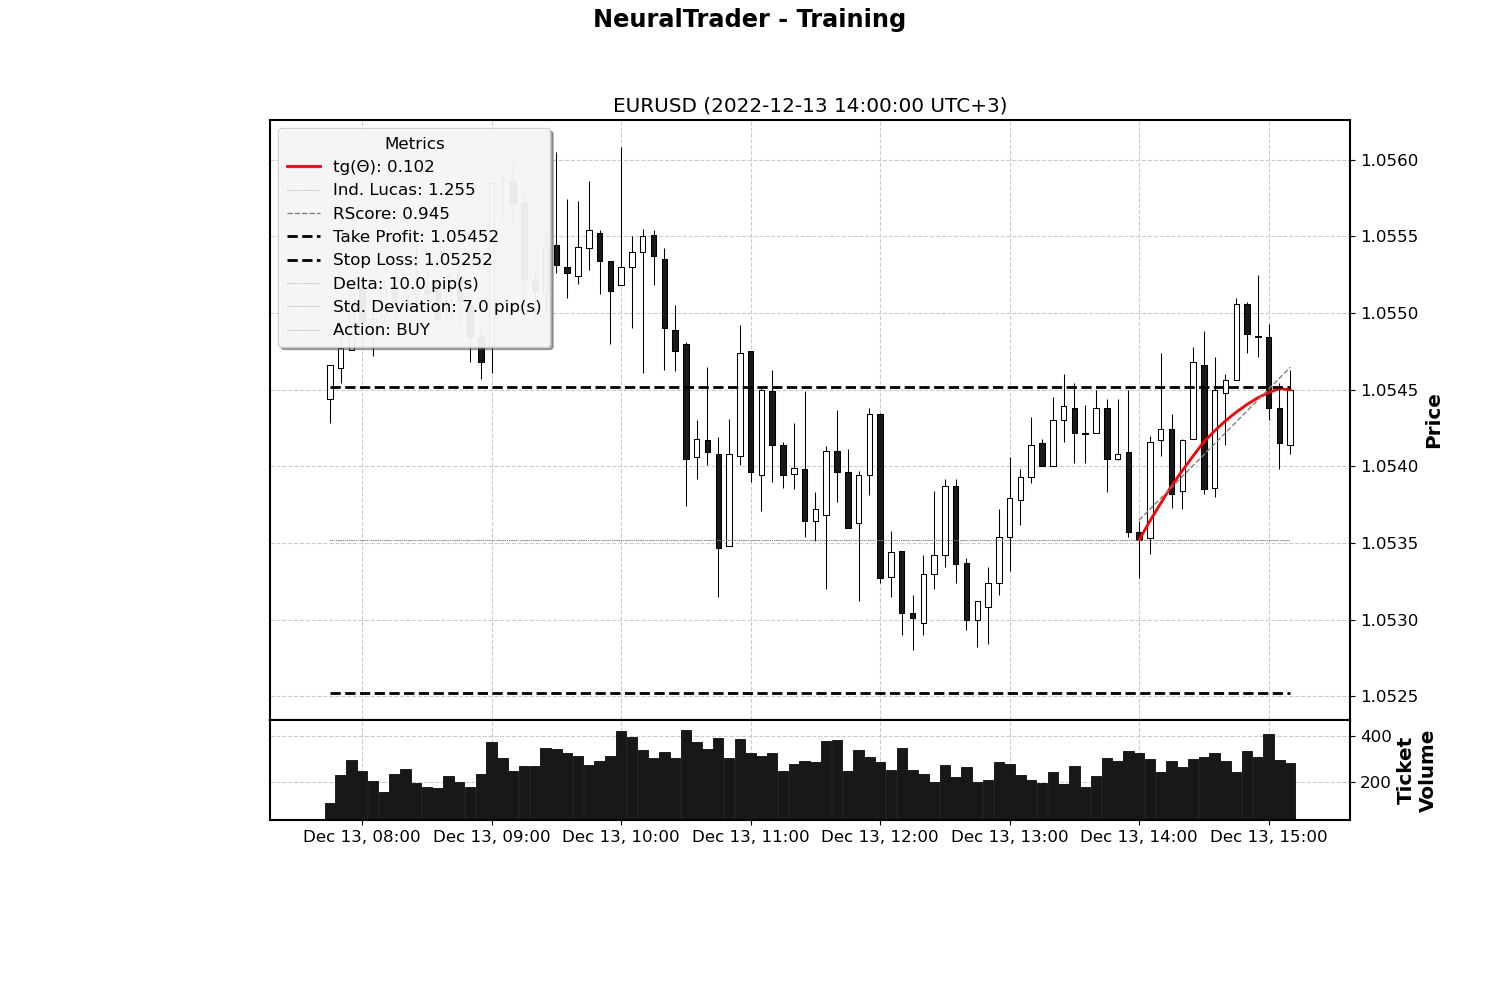 NeuralTrader - Training
EURUSD (2022-12-13 14:00:00 UTC+3)
Metrics
tg(Θ): 0.102
Ind. Lucas: 1.255
RScore: 0.945
Take Profit: 1.05452
Stop Loss: 1.05252
Delta: 10.0 pip(s)
Std. Deviation: 7.0 pip(s)
Action: BUY
1.0560
1.0555
1.0550
1.0545
1.0540
1.0535
1.0530
1.0525
Price
400
200
Ticket
Volume
Dec 13, 08:00 Dec 13, 09:00 Dec 13, 10:00 Dec 13, 11:00 Dec 13, 12:00 Dec 13, 13:00 Dec 13, 14:00 Dec 13, 15:00